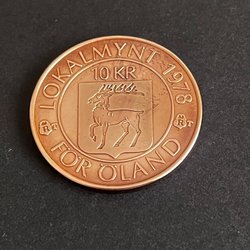 LOKALMYNT 1978
10 KR
FÖR ÖLAND